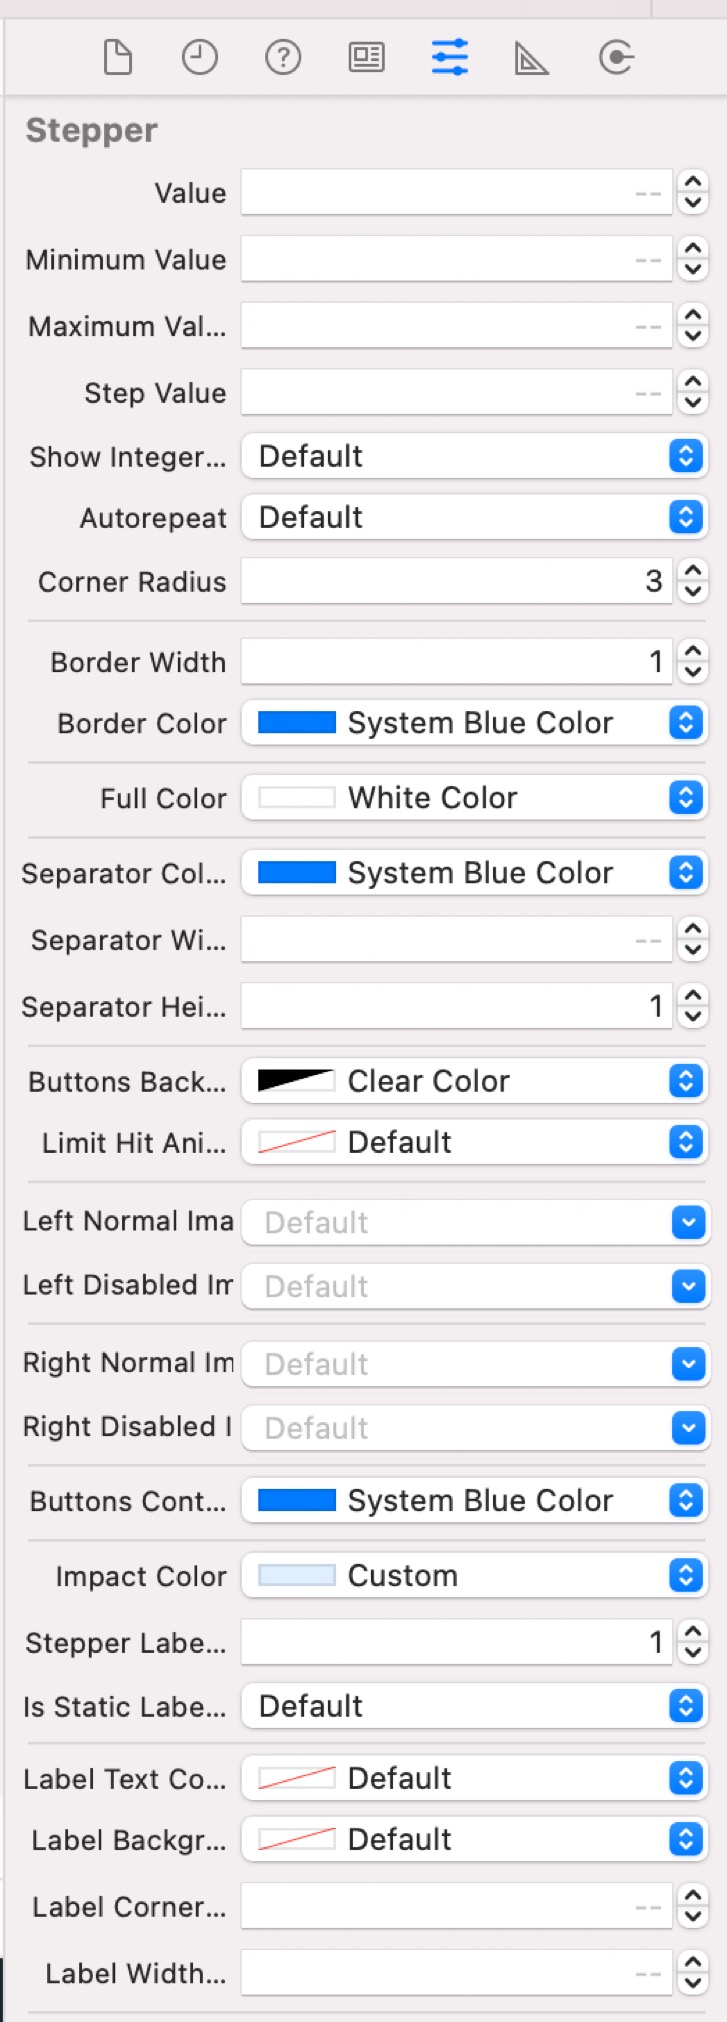 Stepper
Value --
Minimum Value --
Maximum Val... --
Step Value --
Show Integer... Default
Autorepeat Default
Corner Radius 3
Border Width 1
Border Color System Blue Color
Full Color White Color
Separator Col... System Blue Color
Separator Wi... --
Separator Hei... 1
Buttons Back... Clear Color
Limit Hit Ani... Default
Left Normal Ima Default
Left Disabled Im Default
Right Normal Im Default
Right Disabled I Default
Buttons Cont... System Blue Color
Impact Color Custom
Stepper Labe... 1
Is Static Labe... Default
Label Text Co... Default
Label Backgr... Default
Label Corner... --
Label Width... --